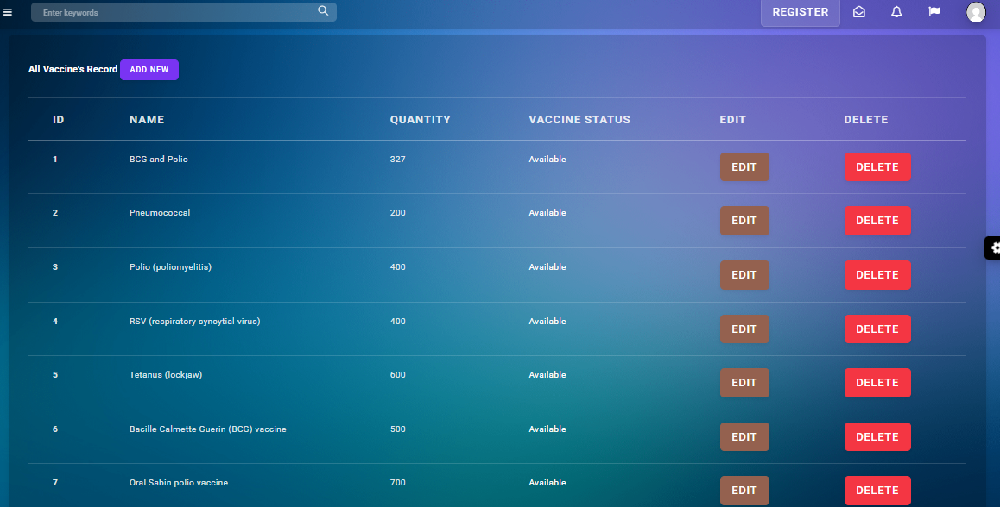 Enter keywords REGISTER
All Vaccine's Record ADD NEW
ID NAME QUANTITY VACCINE STATUS EDIT DELETE
1 BCG and Polio 327 Available EDIT DELETE
2 Pneumococcal 200 Available EDIT DELETE
3 Polio (poliomyelitis) 400 Available EDIT DELETE
4 RSV (respiratory syncytial virus) 400 Available EDIT DELETE
5 Tetanus (lockjaw) 600 Available EDIT DELETE
6 Bacille Calmette-Guerin (BCG) vaccine 500 Available EDIT DELETE
7 Oral Sabin polio vaccine 700 Available EDIT DELETE